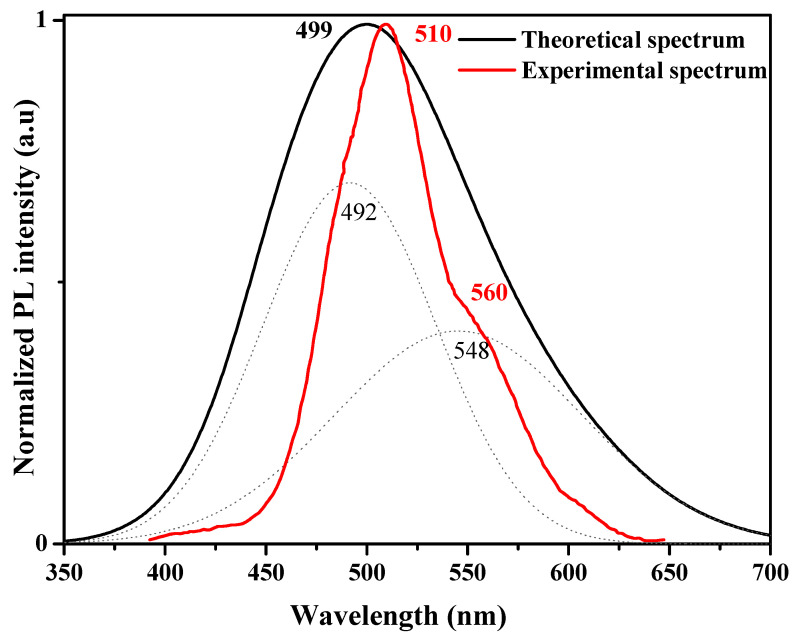 1
499
510
Theoretical spectrum
Experimental spectrum
492
560
548
Normalized PL intensity (a.u)
0
350 400 450 500 550 600 650 700
Wavelength (nm)